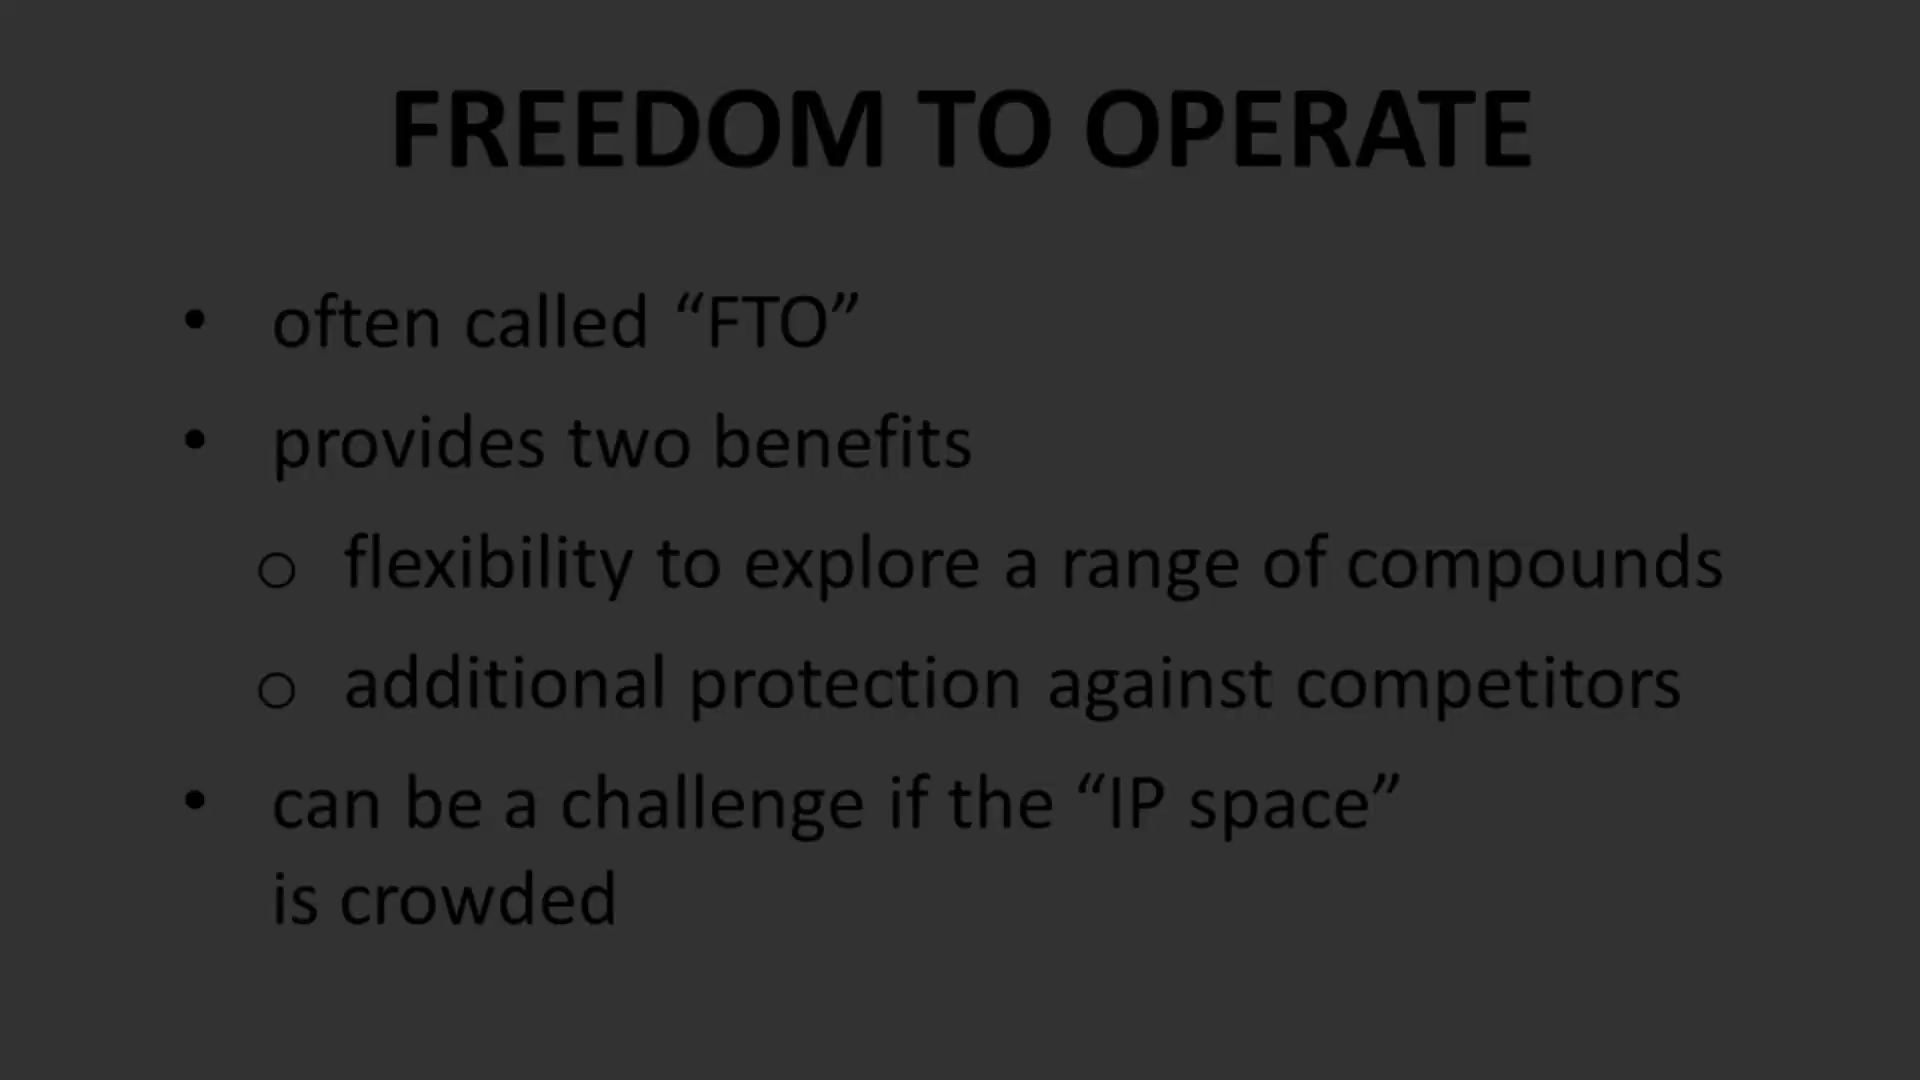 FREEDOM TO OPERATE
• often called “FTO”
• provides two benefits
o flexibility to explore a range of compounds
o additional protection against competitors
• can be a challenge if the “IP space”
is crowded